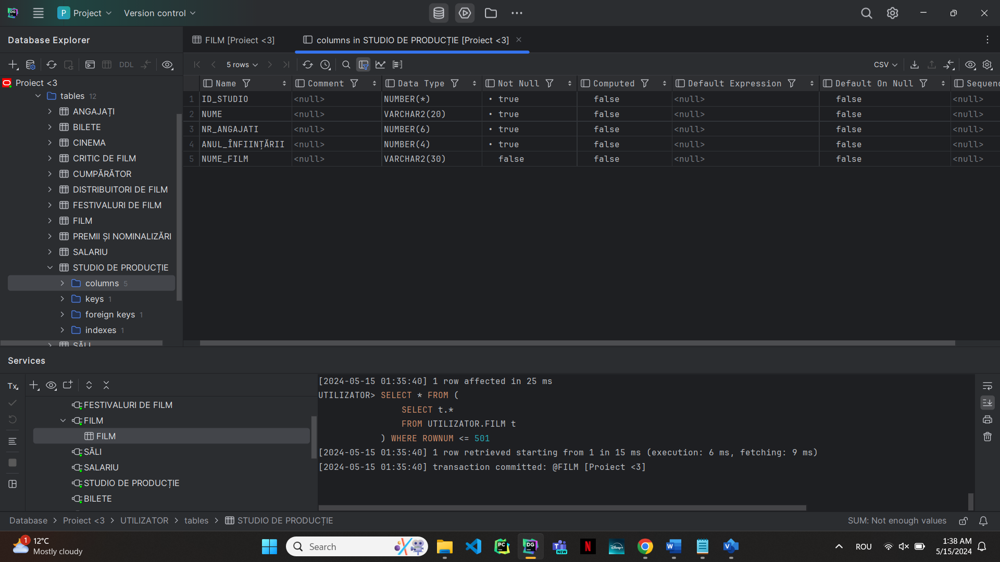 P Project Version control
Database Explorer
FILM [Proiect <3] columns in STUDIO DE PRODUCȚIE [Proiect <3]
DDL 5 rows CSV
Proiect <3
tables 12
ANGAJAȚI
BILETE
CINEMA
CRITIC DE FILM
CUMPĂRĂTOR
DISTRIBUITORI DE FILM
FESTIVALURI DE FILM
FILM
PREMII ȘI NOMINALIZĂRI
SALARIU
STUDIO DE PRODUCȚIE
columns 5
keys 1
foreign keys 1
indexes 1
SĂLI
Name Comment Data Type Not Null Computed Default Expression Default On Null Sequenc
1 ID_STUDIO <null> NUMBER(*) • true false <null> false <null>
2 NUME <null> VARCHAR2(20) • true false <null> false <null>
3 NR_ANGAJATI <null> NUMBER(6) • true false <null> false <null>
4 ANUL_ÎNFIINȚĂRII <null> NUMBER(4) • true false <null> false <null>
5 NUME_FILM <null> VARCHAR2(30) false false <null> false <null>
Services
Tx
FESTIVALURI DE FILM
FILM
FILM
SĂLI
SALARIU
STUDIO DE PRODUCȚIE
BILETE
[2024-05-15 01:35:40] 1 row affected in 25 ms
UTILIZATOR> SELECT * FROM (
SELECT t.*
FROM UTILIZATOR.FILM t
) WHERE ROWNUM <= 501
[2024-05-15 01:35:40] 1 row retrieved starting from 1 in 15 ms (execution: 6 ms, fetching: 9 ms)
[2024-05-15 01:35:40] transaction committed: @FILM [Proiect <3]
Database > Proiect <3 > UTILIZATOR > tables > STUDIO DE PRODUCȚIE
SUM: Not enough values
1
12°C
Mostly cloudy
Search
PC
DG
NEW
N
Disney+
W
ROU
1:38 AM
5/15/2024